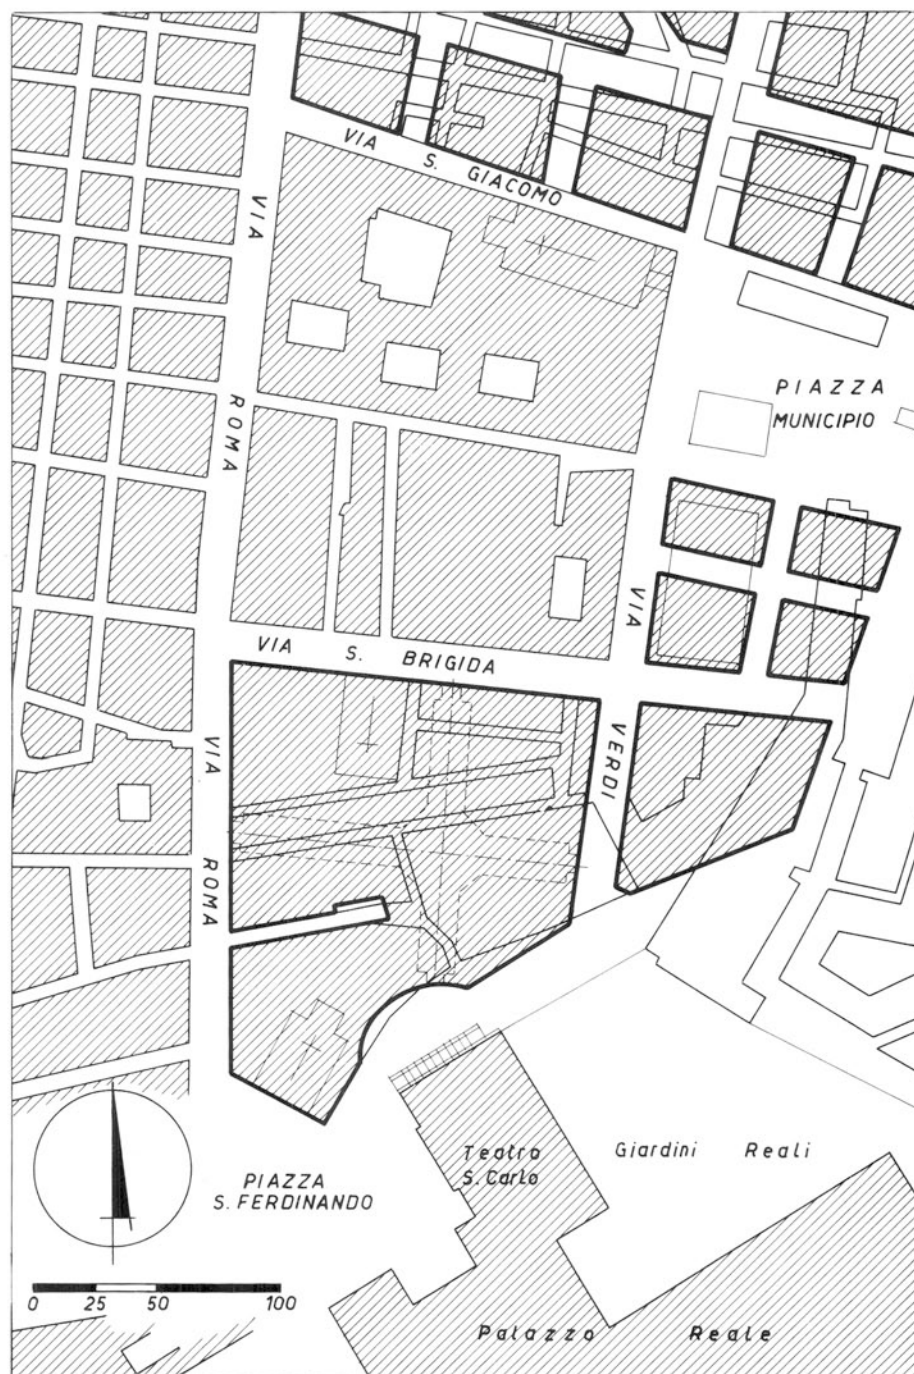 VIA S. GIACOMO
VIA ROMA
PIAZZA
MUNICIPIO
VIA S. BRIGIDA
VIA VERDI
VIA ROMA
Teatro
S. Carlo
Giardini Reali
PIAZZA
S. FERDINANDO
0 25 50 100
Palazzo Reale